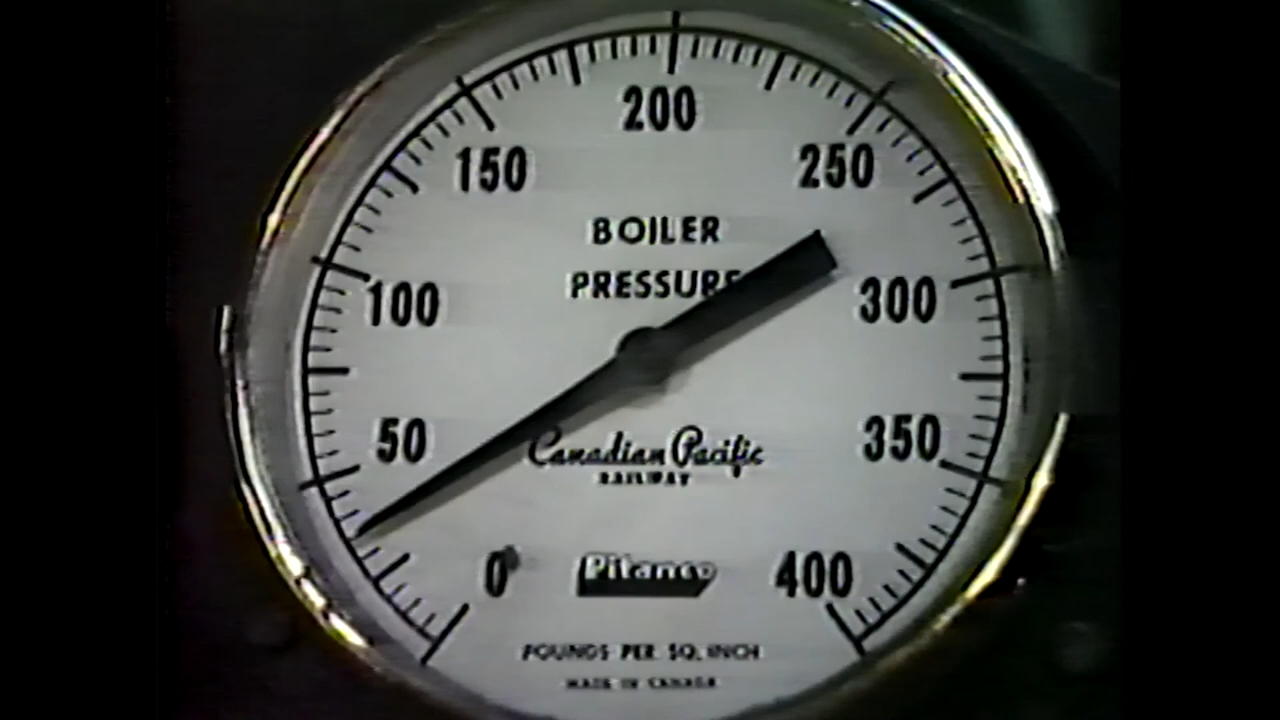 200
150
250
BOILER
PRESSURE
100
300
50
350
Canadian Pacific
RAILWAY
0
Pitanco
400
POUNDS PER SQ. INCH
MADE IN CANADA